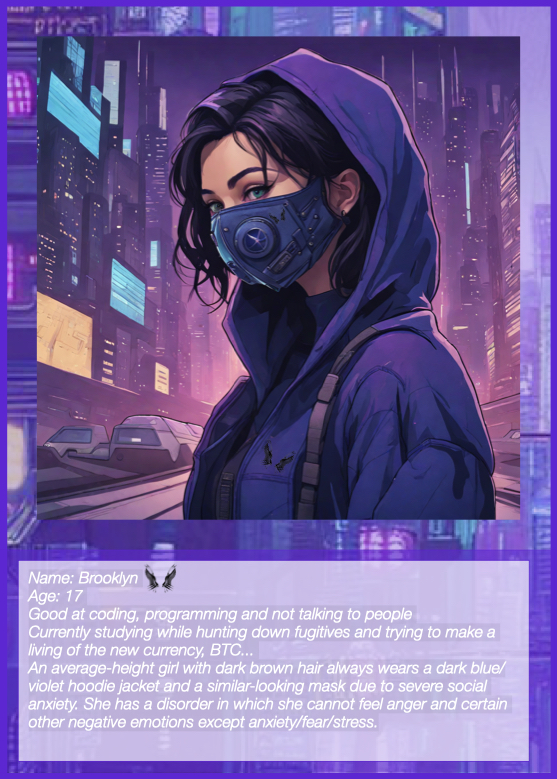 Name: Brooklyn
Age: 17
Good at coding, programming and not talking to people
Currently studying while hunting down fugitives and trying to make a
living of the new currency, BTC...
An average-height girl with dark brown hair always wears a dark blue/
violet hoodie jacket and a similar-looking mask due to severe social
anxiety. She has a disorder in which she cannot feel anger and certain
other negative emotions except anxiety/fear/stress.